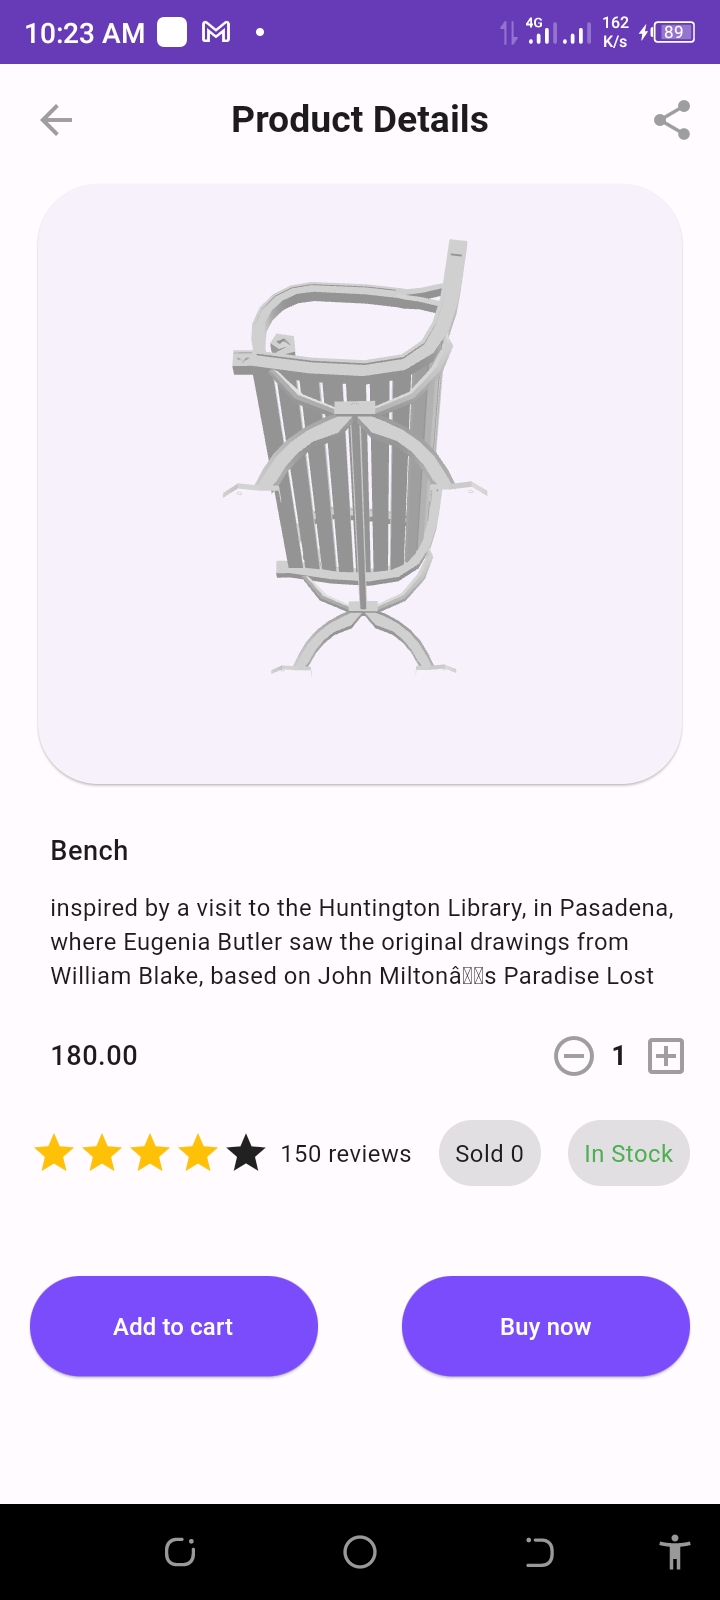 10:23 AM
4G
162
K/s
89
Product Details
Bench
inspired by a visit to the Huntington Library, in Pasadena,
where Eugenia Butler saw the original drawings from
William Blake, based on John Miltonâs Paradise Lost
180.00
1
150 reviews
Sold 0
In Stock
Add to cart
Buy now